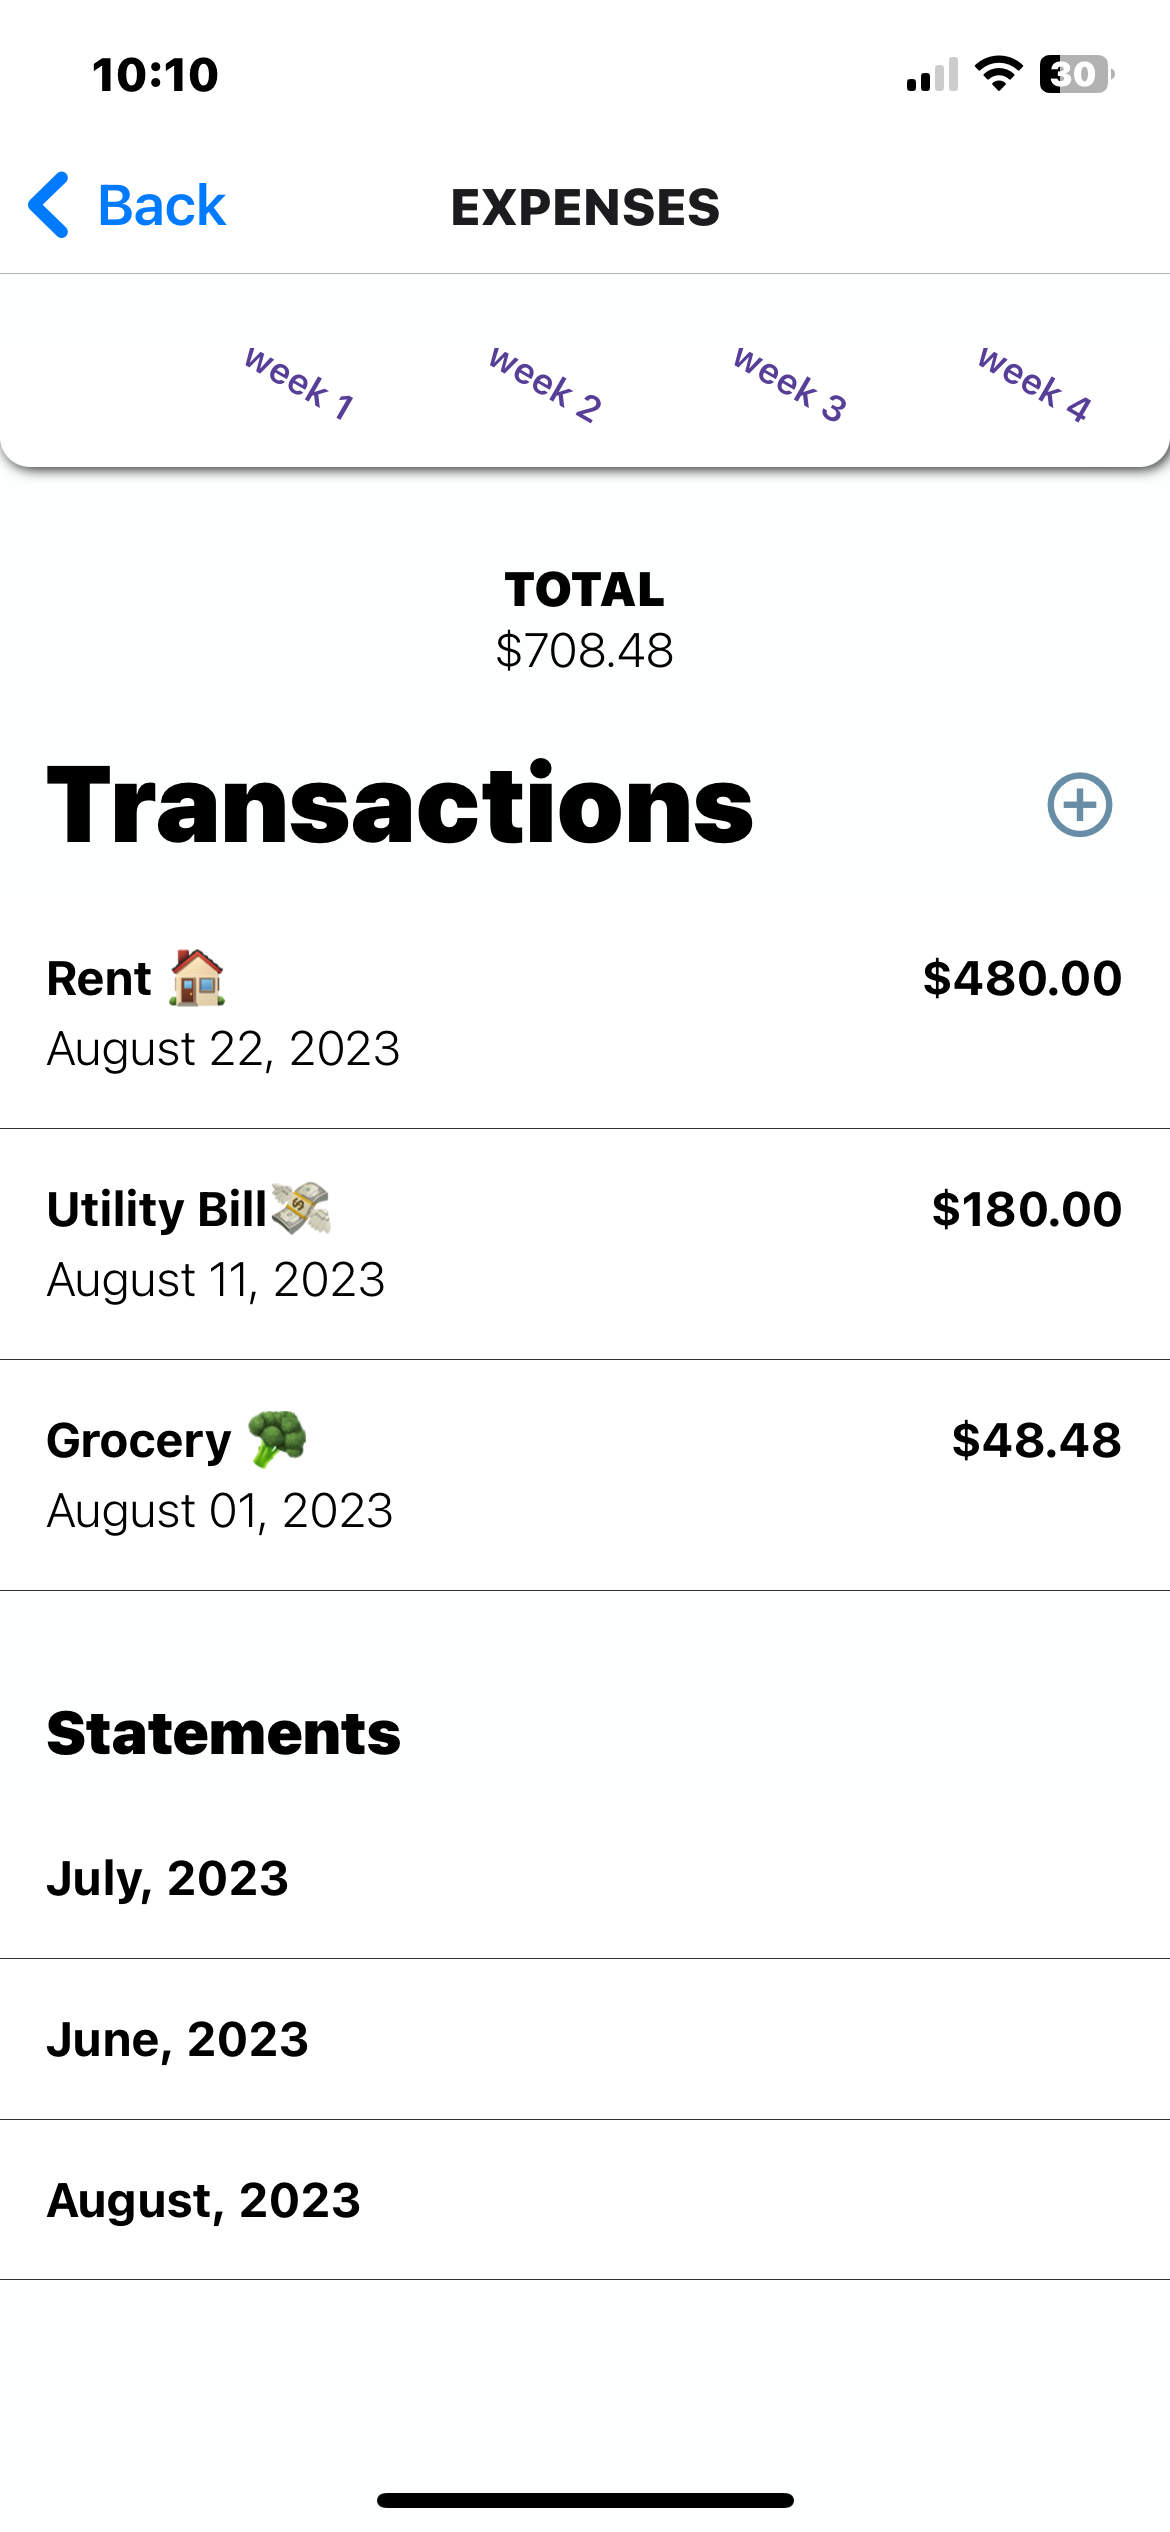 10:10
30
Back
EXPENSES
week 1 week 2 week 3 week 4
TOTAL
$708.48
Transactions
Rent 🏠 $480.00
August 22, 2023
Utility Bill💸 $180.00
August 11, 2023
Grocery 🥦 $48.48
August 01, 2023
Statements
July, 2023
June, 2023
August, 2023